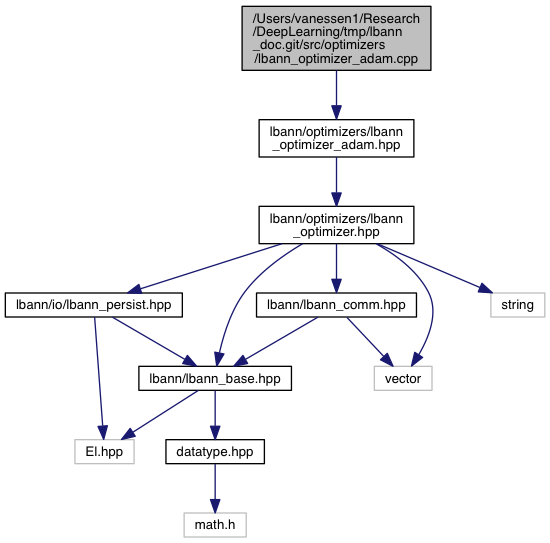 /Users/vanessen1/Research
/DeepLearning/tmp/lbann
_doc.git/src/optimizers
/lbann_optimizer_adam.cpp
lbann/optimizers/lbann
_optimizer_adam.hpp
lbann/optimizers/lbann
_optimizer.hpp
lbann/io/lbann_persist.hpp
lbann/lbann_comm.hpp
string
lbann/lbann_base.hpp
vector
El.hpp
datatype.hpp
math.h